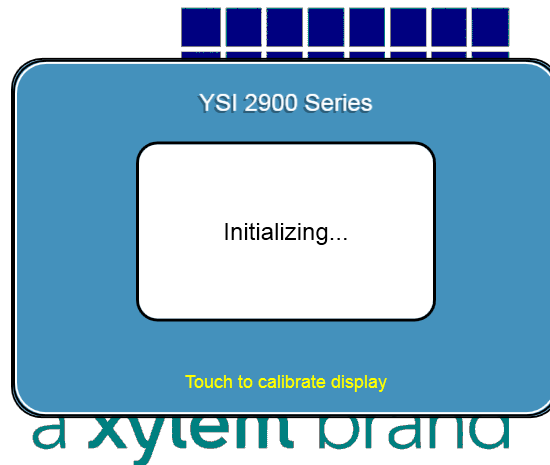 YSI 2900 Series
Initializing...
Touch to calibrate display
a xylem brand